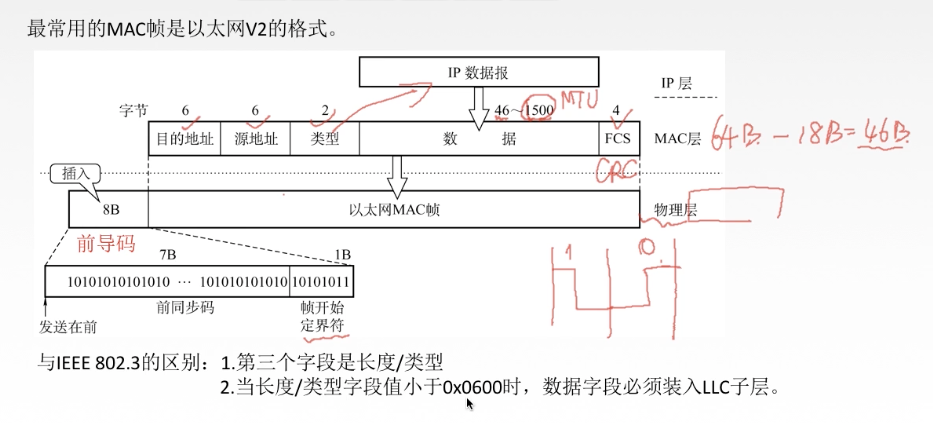 最常用的MAC帧是以太网V2的格式。
IP 数据报
IP 层
字节 6 6 2 46~1500 MTU 4
目的地址 源地址 类型 数 据 FCS MAC层 64B - 18B=46B
CRC
插入
8B 以太网MAC帧 物理层
前导码
7B 1B
1 0
10101010101010 ··· 101010101010 10101011
前同步码 帧开始
定界符
发送在前
与IEEE 802.3的区别：1.第三个字段是长度/类型
2.当长度/类型字段值小于0x0600时，数据字段必须装入LLC子层。